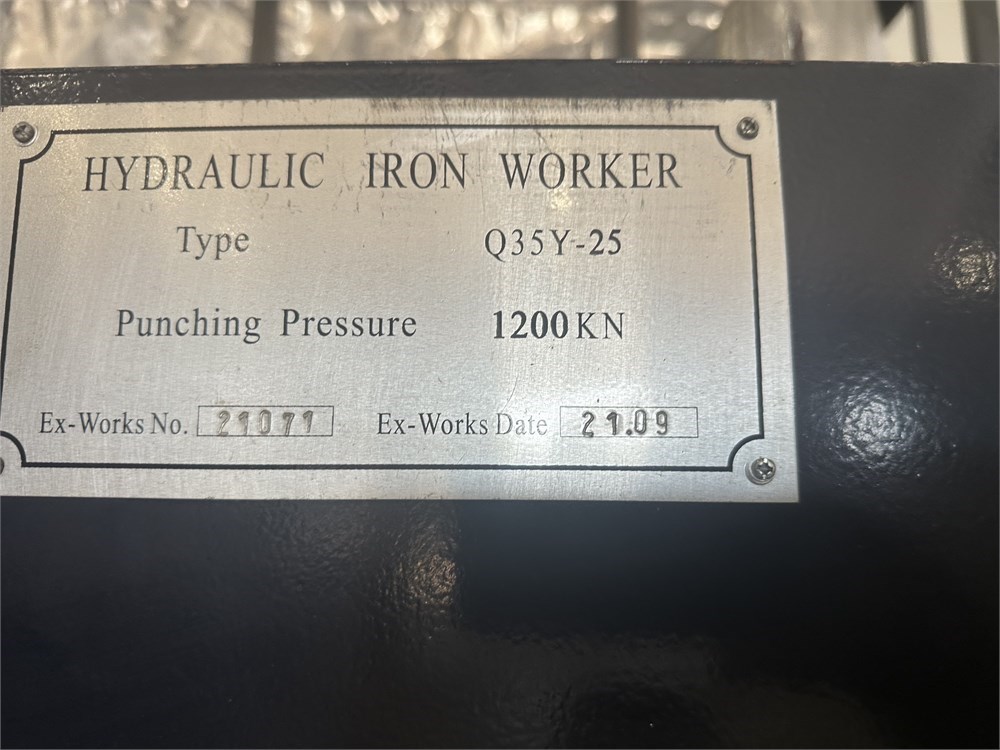 HYDRAULIC IRON WORKER
Type Q35Y-25
Punching Pressure 1200KN
Ex-Works No. 21071 Ex-Works Date 21.09